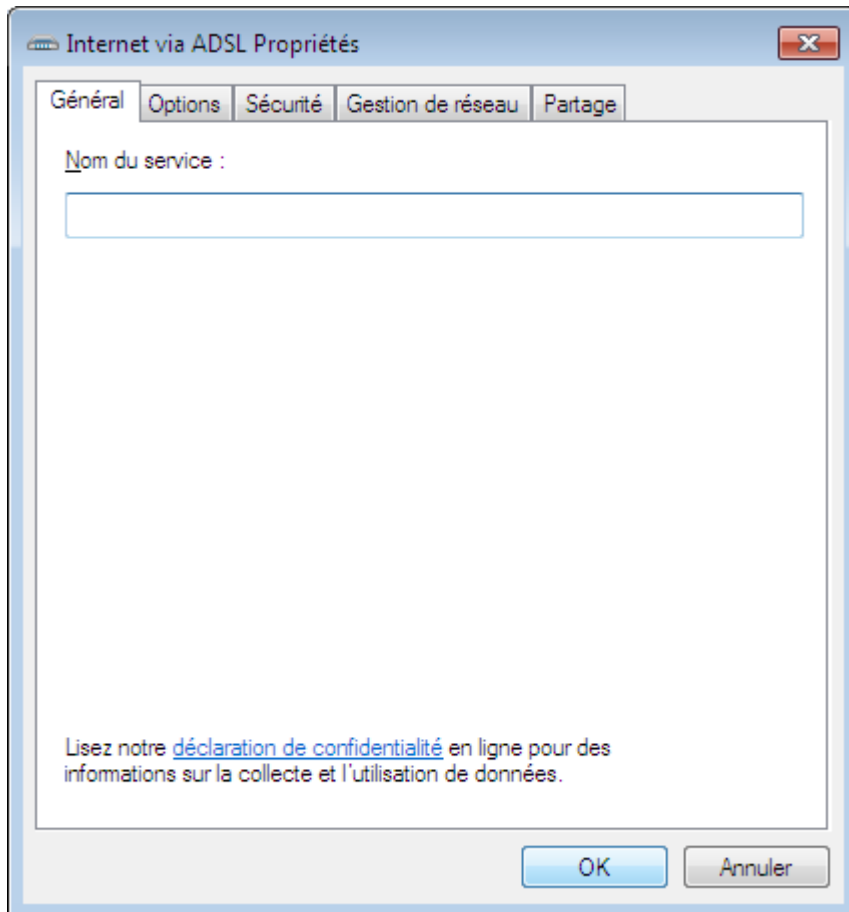 Internet via ADSL Propriétés
Général Options Sécurité Gestion de réseau Partage
Nom du service :
Lisez notre déclaration de confidentialité en ligne pour des
informations sur la collecte et l'utilisation de données.
OK Annuler